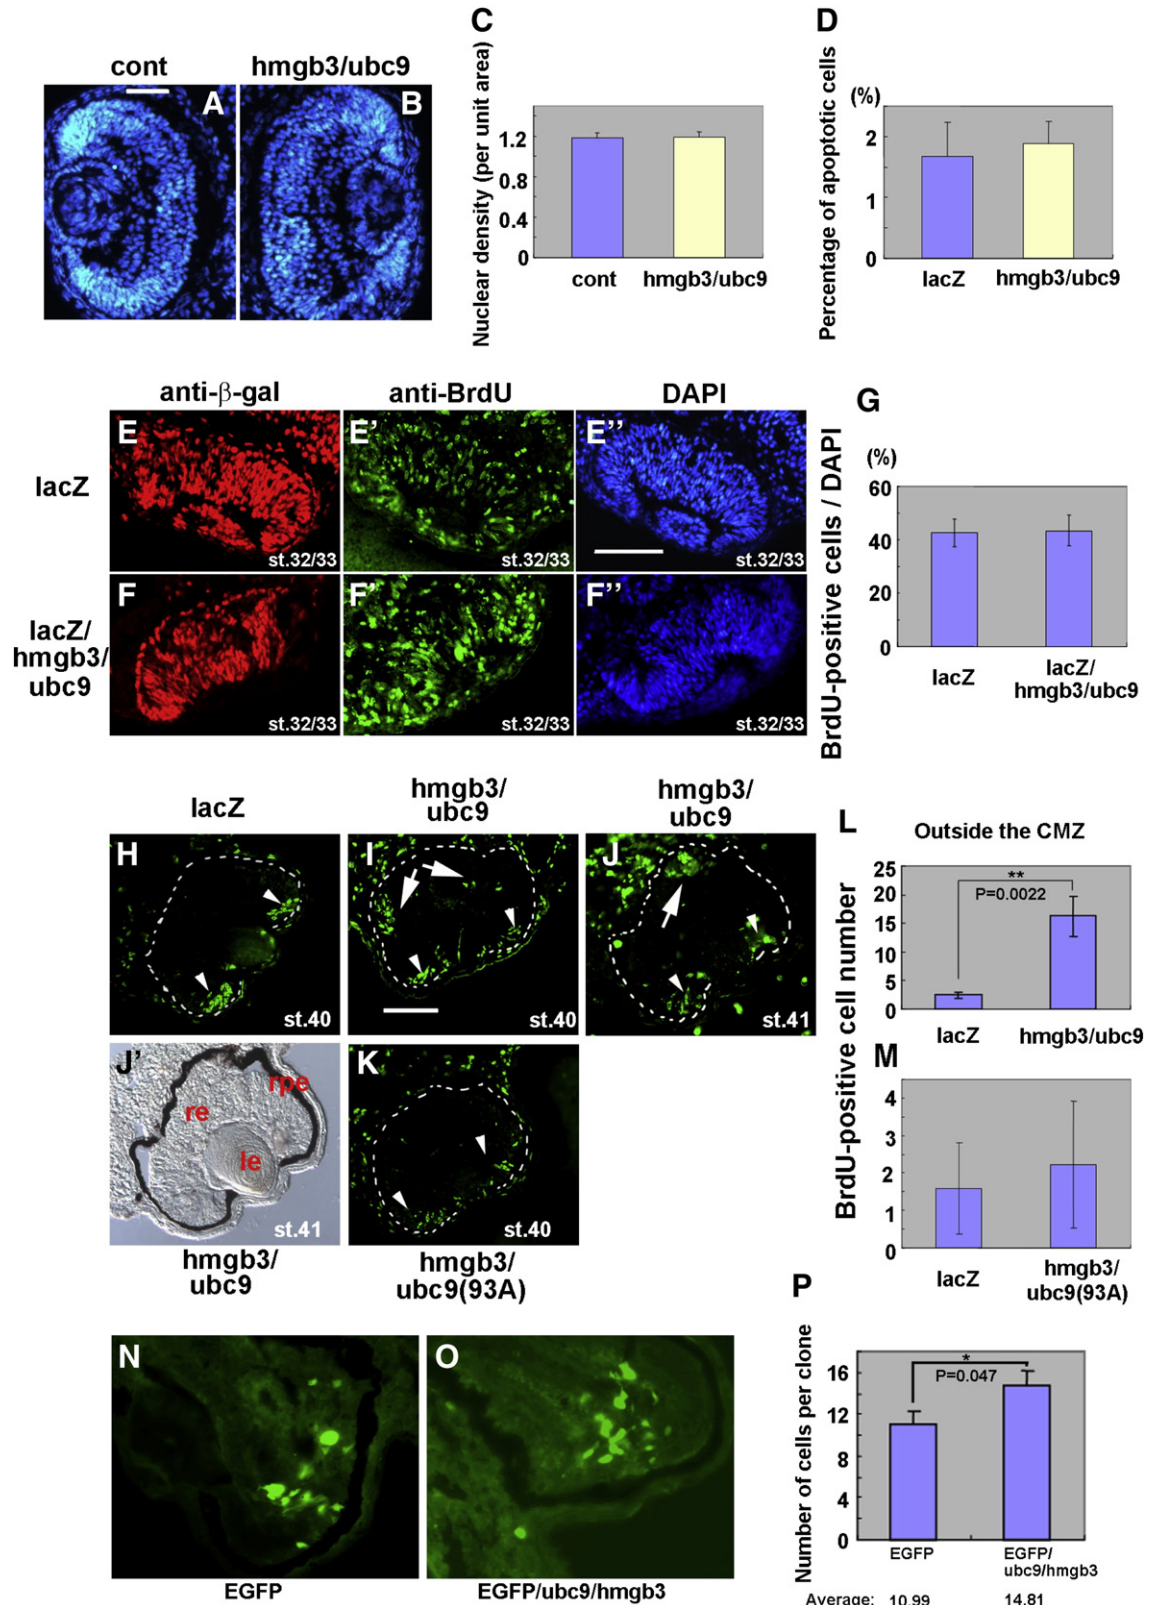 cont
hmgb3/ubc9
A
B
C
Nuclear density (per unit area)
1.2
0.8
0.4
0
cont
hmgb3/ubc9
D
Percentage of apoptotic cells
(%)
2
1
0
lacZ
hmgb3/ubc9
anti-β-gal
anti-BrdU
DAPI
lacZ
E
st.32/33
E'
st.32/33
E''
st.32/33
lacZ/
hmgb3/
ubc9
F
st.32/33
F'
st.32/33
F''
st.32/33
G
BrdU-positive cells / DAPI
(%)
60
40
20
0
lacZ
lacZ/
hmgb3/ubc9
lacZ
hmgb3/
ubc9
hmgb3/
ubc9
H
st.40
I
st.40
J
st.41
J'
rpe
re
le
st.41
hmgb3/
ubc9
K
st.40
hmgb3/
ubc9(93A)
L
Outside the CMZ
BrdU-positive cell number
25
20
15
10
5
0
**
P=0.0022
lacZ
hmgb3/ubc9
M
4
3
2
1
0
lacZ
hmgb3/
ubc9(93A)
N
EGFP
O
EGFP/ubc9/hmgb3
P
Number of cells per clone
16
12
8
4
0
*
P=0.047
EGFP
EGFP/
ubc9/hmgb3
Average: 10.99 14.81